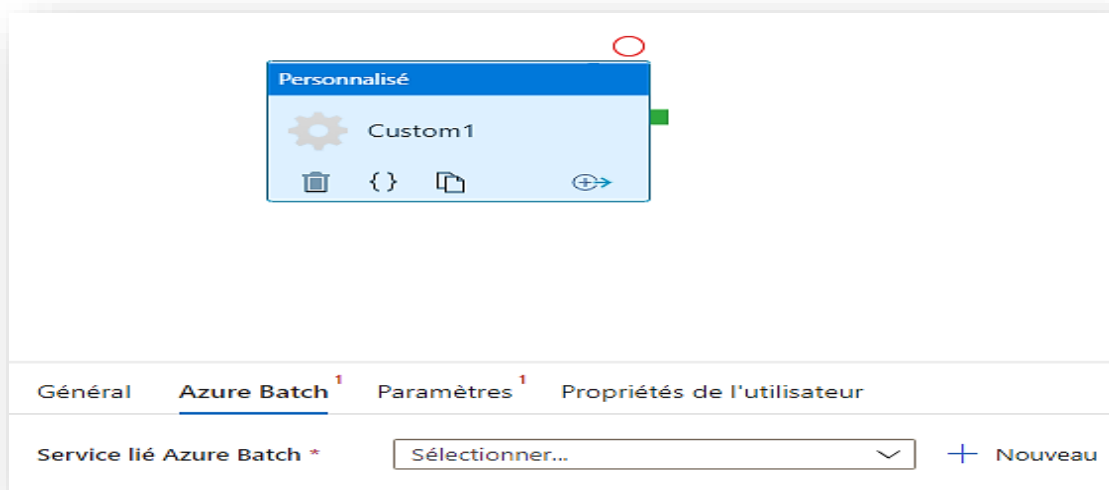 Personnalisé
Custom1
{}
Général Azure Batch 1 Paramètres 1 Propriétés de l'utilisateur
Service lié Azure Batch * Sélectionner... + Nouveau